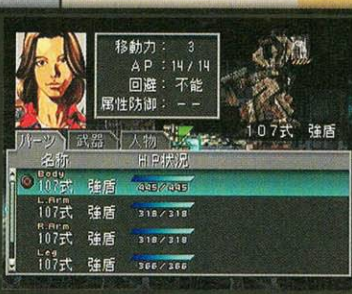 移動力： 3
AP：14/14
回避：不能
属性防御：--
107式 強盾
パーツ 武器 人物
名称 HP状況
Body
107式 強盾 445/445
L.Arm
107式 強盾 318/318
R.Arm
107式 強盾 318/318
Leg
107式 強盾 366/366